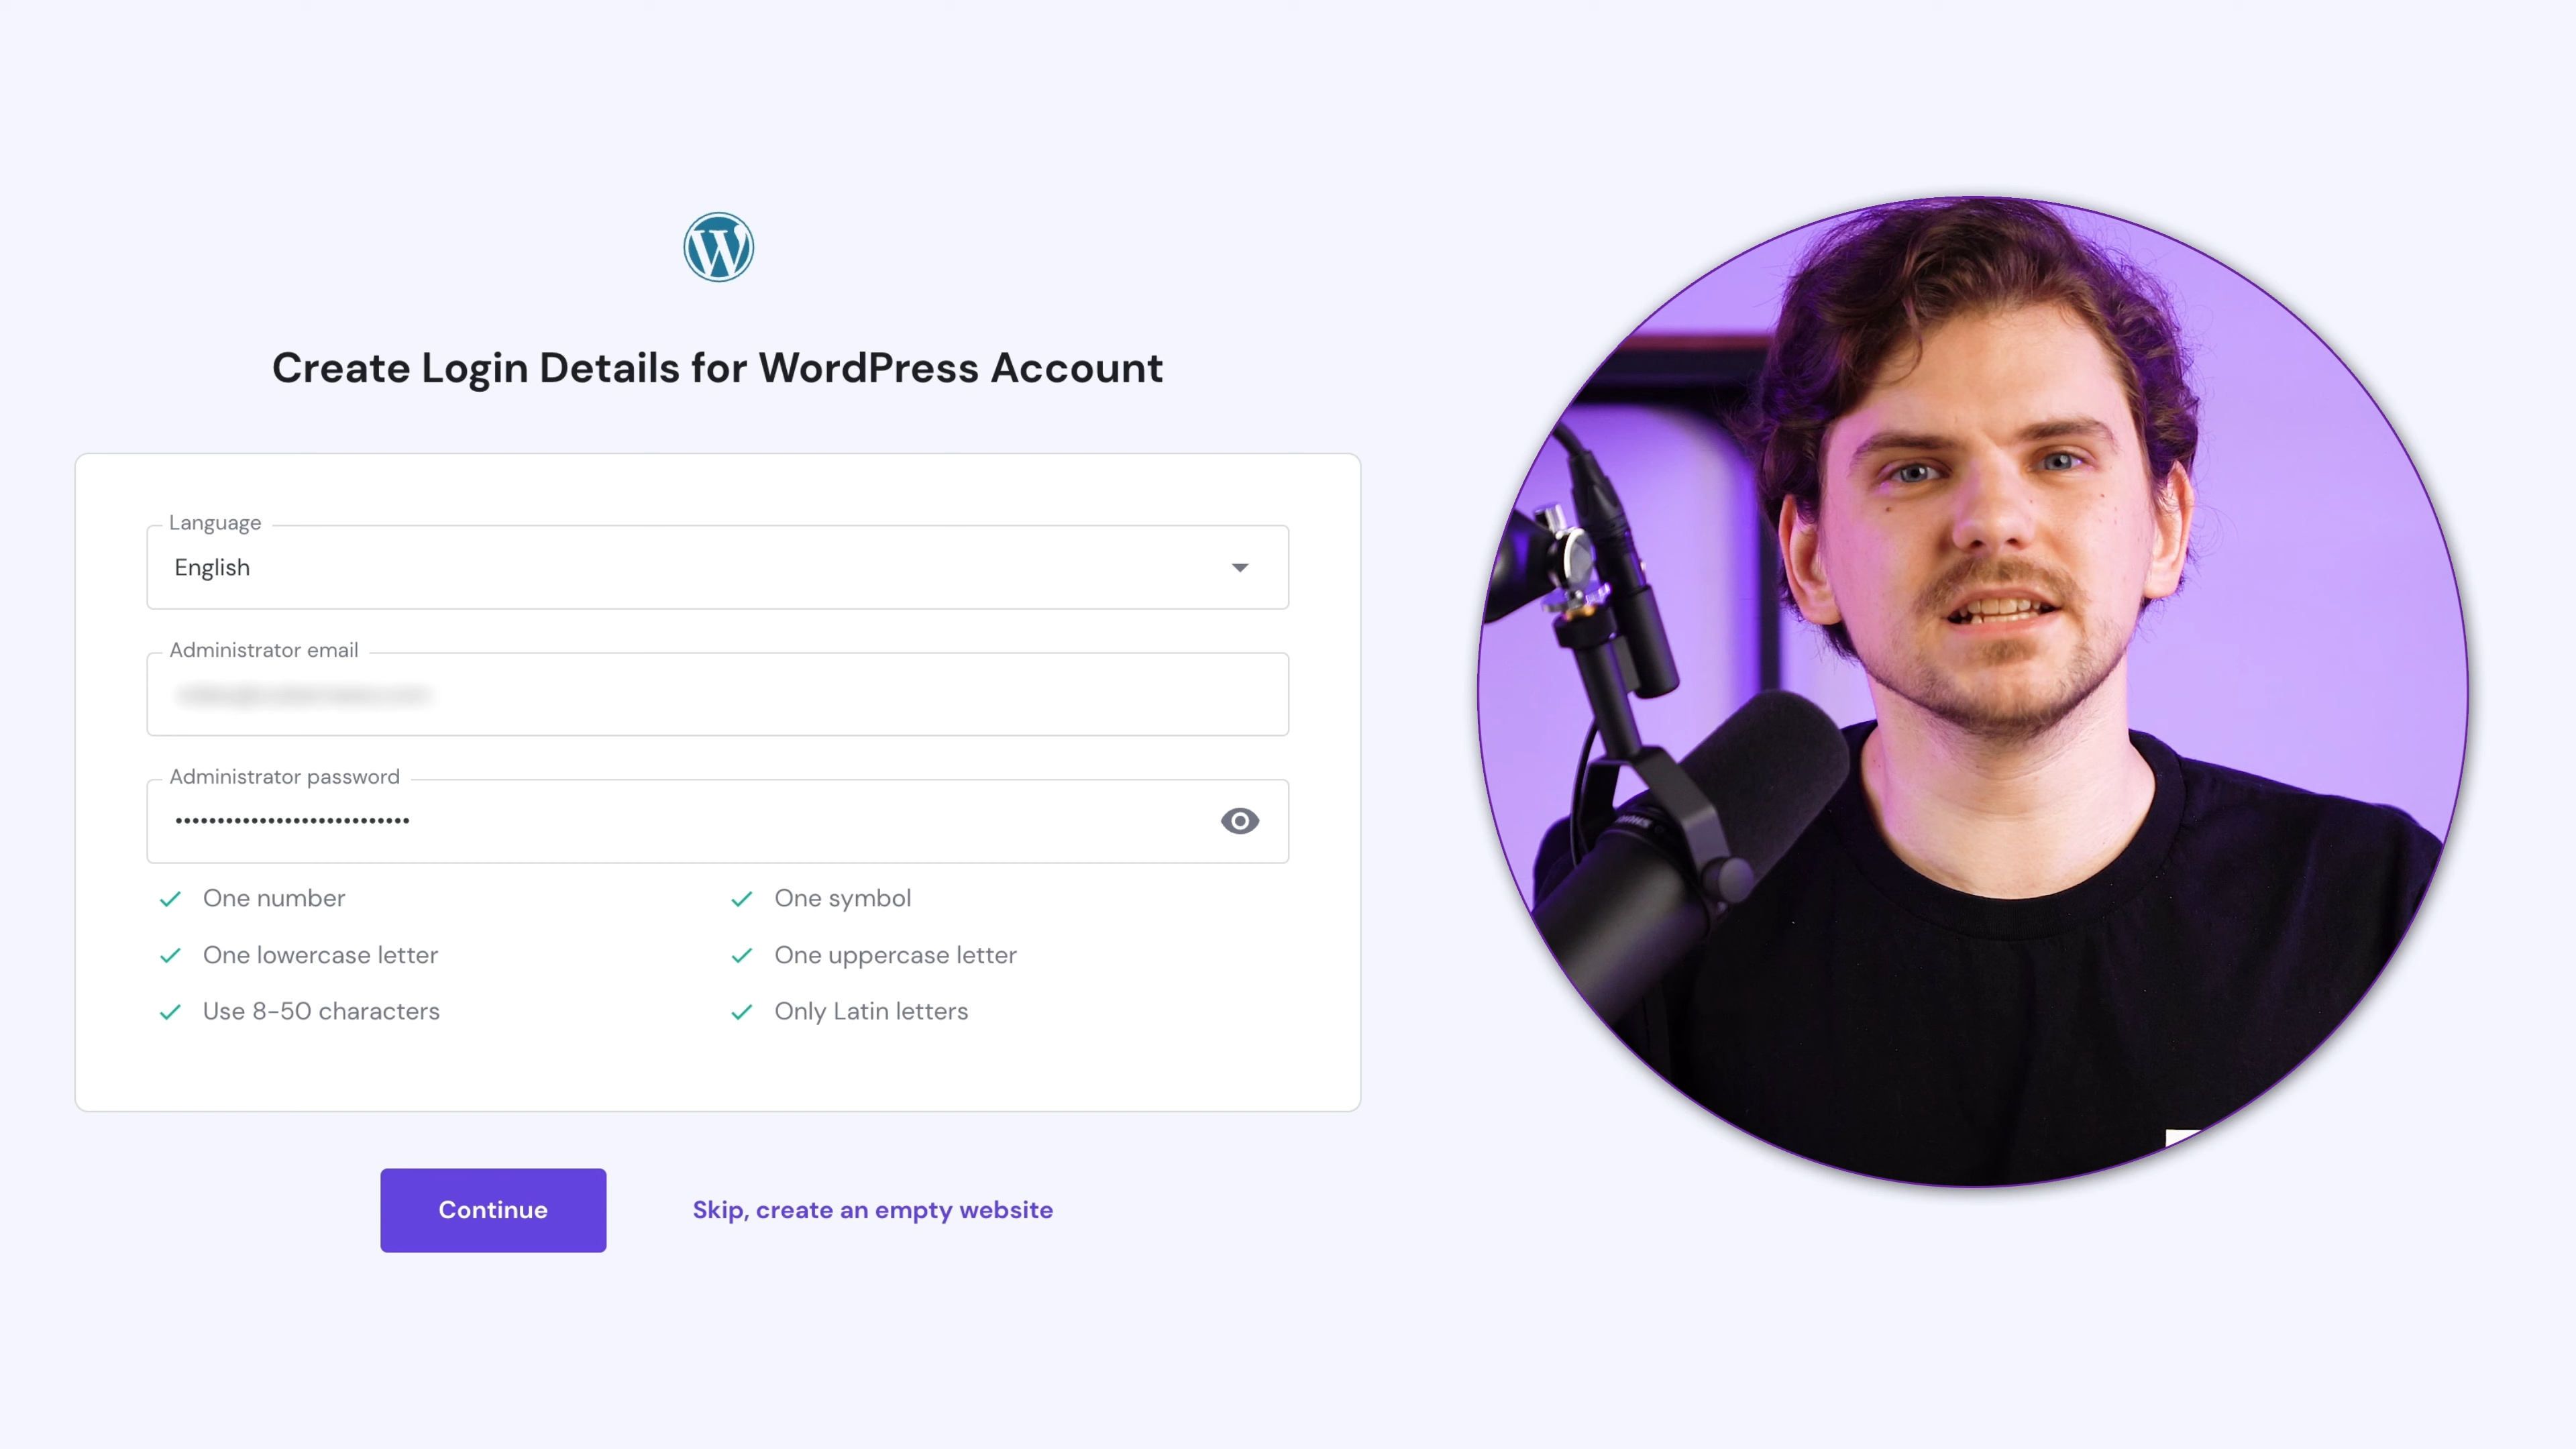 Create Login Details for WordPress Account
Language
English
Administrator email
Administrator password
One number
One symbol
One lowercase letter
One uppercase letter
Use 8-50 characters
Only Latin letters
Continue
Skip, create an empty website